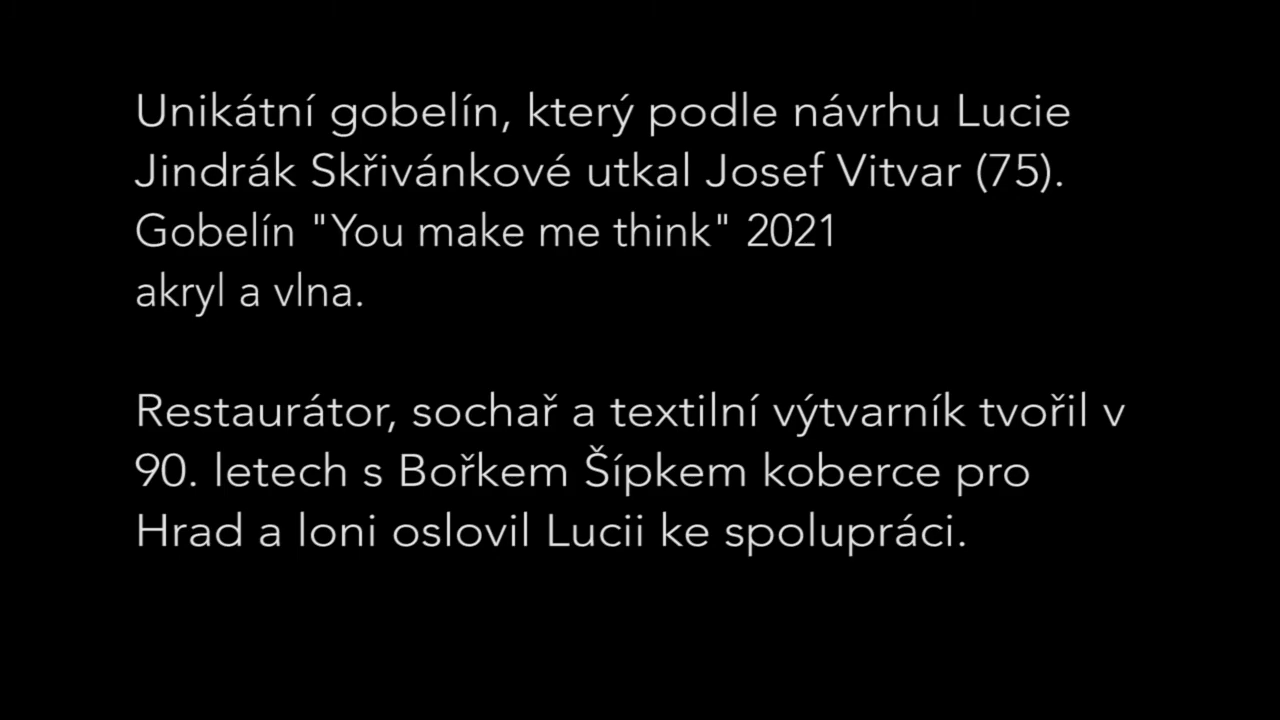 Unikátní gobelín, který podle návrhu Lucie
Jindrák Skřivánkové utkal Josef Vitvar (75).
Gobelín "You make me think" 2021
akryl a vlna.
Restaurátor, sochař a textilní výtvarník tvořil v
90. letech s Bořkem Šípkem koberce pro
Hrad a loni oslovil Lucii ke spolupráci.